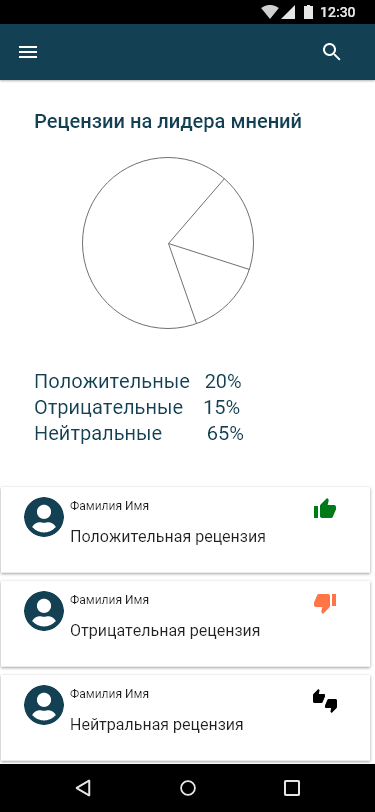 12:30
Рецензии на лидера мнений
Положительные 20%
Отрицательные 15%
Нейтральные 65%
Фамилия Имя
Положительная рецензия
Фамилия Имя
Отрицательная рецензия
Фамилия Имя
Нейтральная рецензия